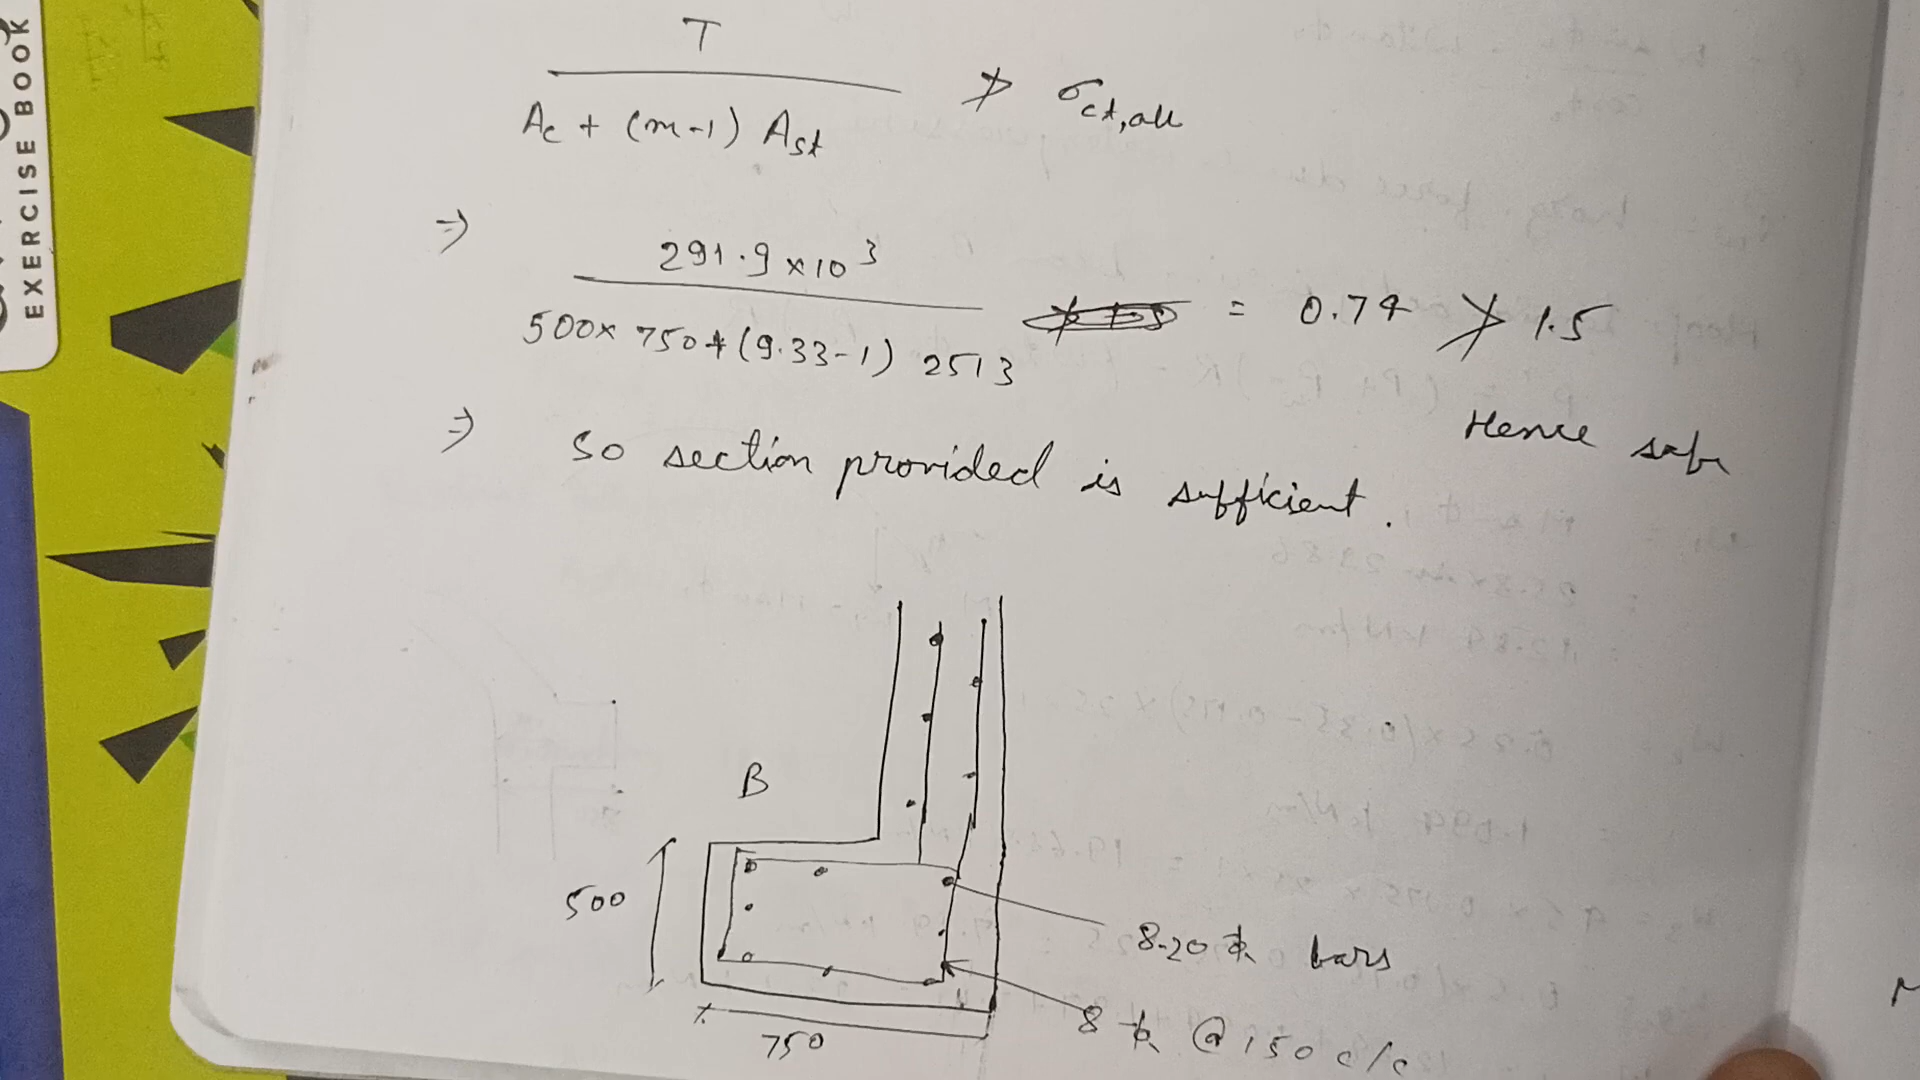 EXERCISE BOOK
T
Ac + (m-1) Ast ≯ σct,all
⇒ 291.9 × 10³
500 × 750 + (9.33-1) 2513 = 0.74 ≯ 1.5
Hence safe
⇒ So section provided is sufficient.
B
500
8-20 ϕ bars
750
8 ϕ @ 150 c/c